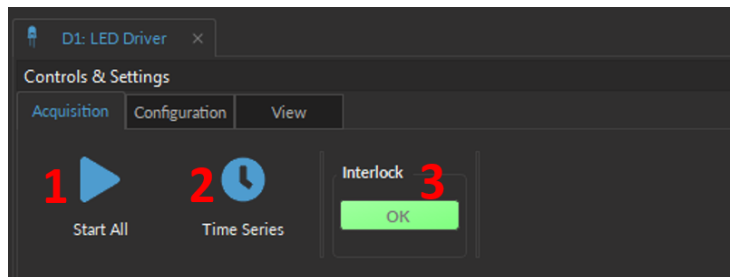 D1: LED Driver ×
Controls & Settings
Acquisition Configuration View
1 2 Interlock 3
OK
Start All Time Series